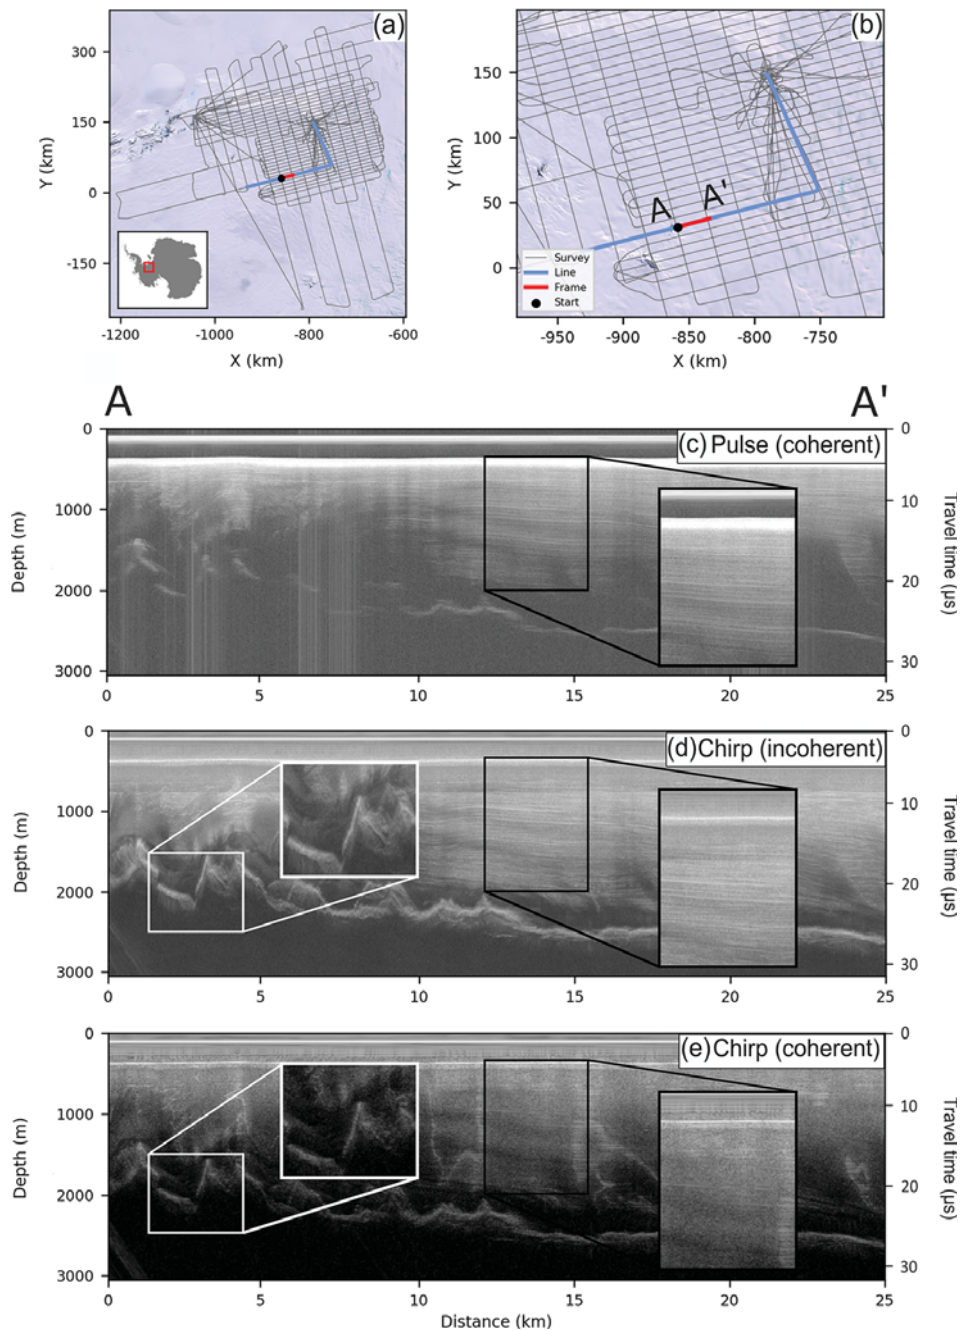 (a)
Y (km)
300
150
0
-150
-1200
-1000
-800
-600
X (km)
(b)
Y (km)
150
100
50
0
A
A'
Survey
Line
Frame
Start
-950
-900
-850
-800
-750
X (km)
A
A'
(c) Pulse (coherent)
Depth (m)
0
1000
2000
3000
Travel time (µs)
0
10
20
30
0
5
10
15
20
25
(d) Chirp (incoherent)
Depth (m)
0
1000
2000
3000
Travel time (µs)
0
10
20
30
0
5
10
15
20
25
(e) Chirp (coherent)
Depth (m)
0
1000
2000
3000
Travel time (µs)
0
10
20
30
0
5
10
15
20
25
Distance (km)